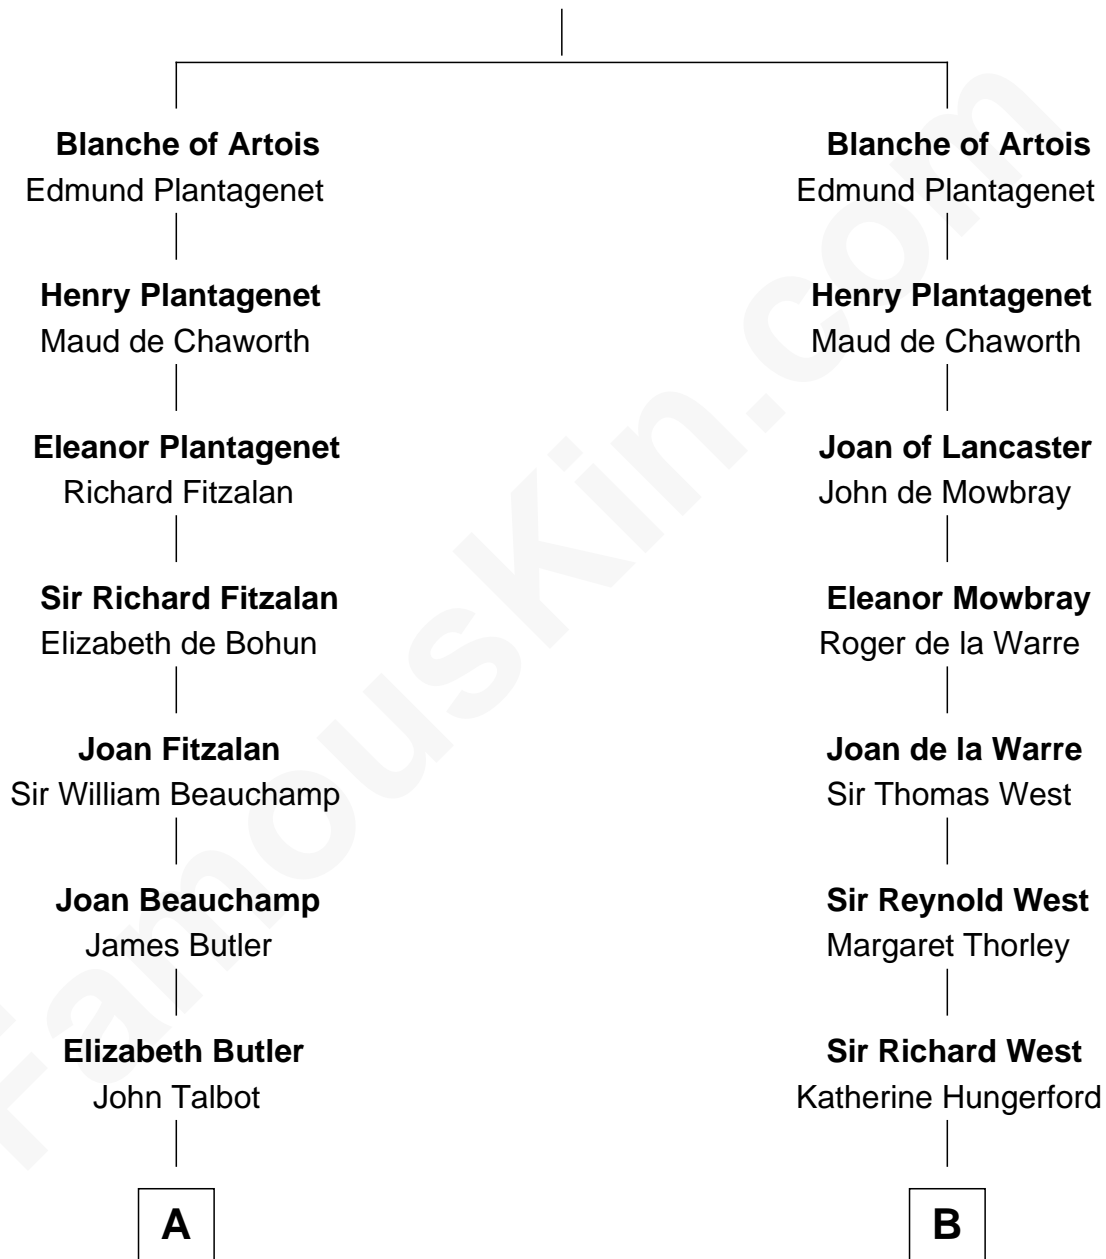 Blanche of Artois
Edmund Plantagenet
Henry Plantagenet
Maud de Chaworth
Eleanor Plantagenet
Richard Fitzalan
Sir Richard Fitzalan
Elizabeth de Bohun
Joan Fitzalan
Sir William Beauchamp
Joan Beauchamp
James Butler
Elizabeth Butler
John Talbot
A
Blanche of Artois
Edmund Plantagenet
Henry Plantagenet
Maud de Chaworth
Joan of Lancaster
John de Mowbray
Eleanor Mowbray
Roger de la Warre
Joan de la Warre
Sir Thomas West
Sir Reynold West
Margaret Thorley
Sir Richard West
Katherine Hungerford
B
FamousKin.com